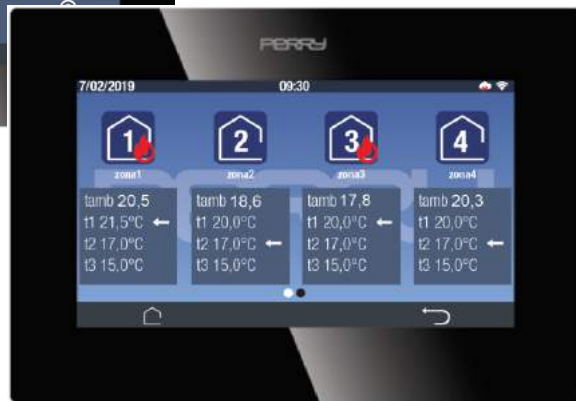 PERRY
7/02/2019 09:30
1 2 3 4
zona1 zona2 zona3 zona4
tamb 20,5 tamb 18,6 tamb 17,8 tamb 20,3
t1 21,5°C t1 20,0°C t1 20,0°C t1 20,0°C
t2 17,0°C t2 17,0°C t2 17,0°C t2 17,0°C
t3 15,0°C t3 15,0°C t3 15,0°C t3 15,0°C